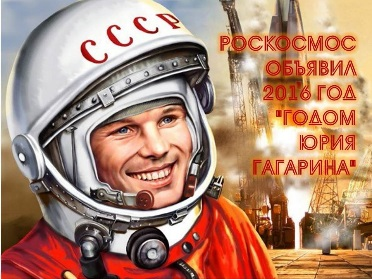 СССР
РОСКОСМОС
ОБЪЯВИЛ
2016 ГОД
"ГОДОМ
ЮРИЯ
ГАГАРИНА"